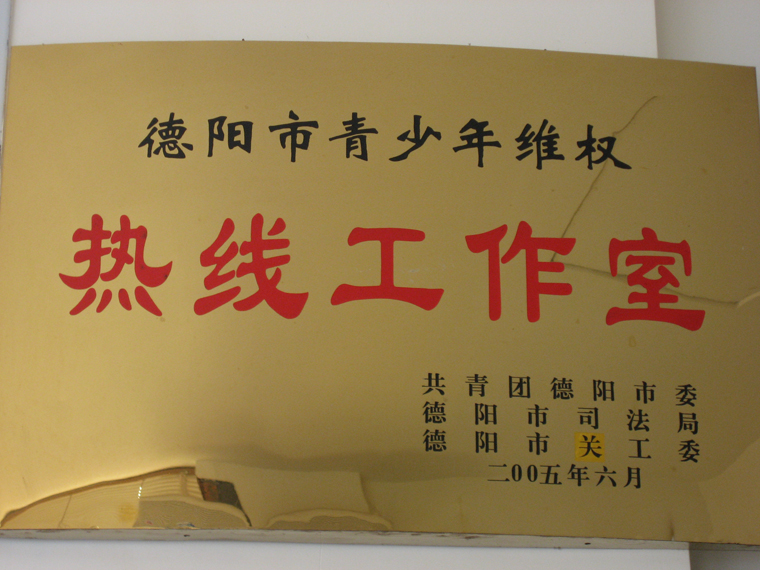 德阳市青少年维权
热线工作室
共青团德阳市委
德阳市司法局
德阳市关工委
二00五年六月